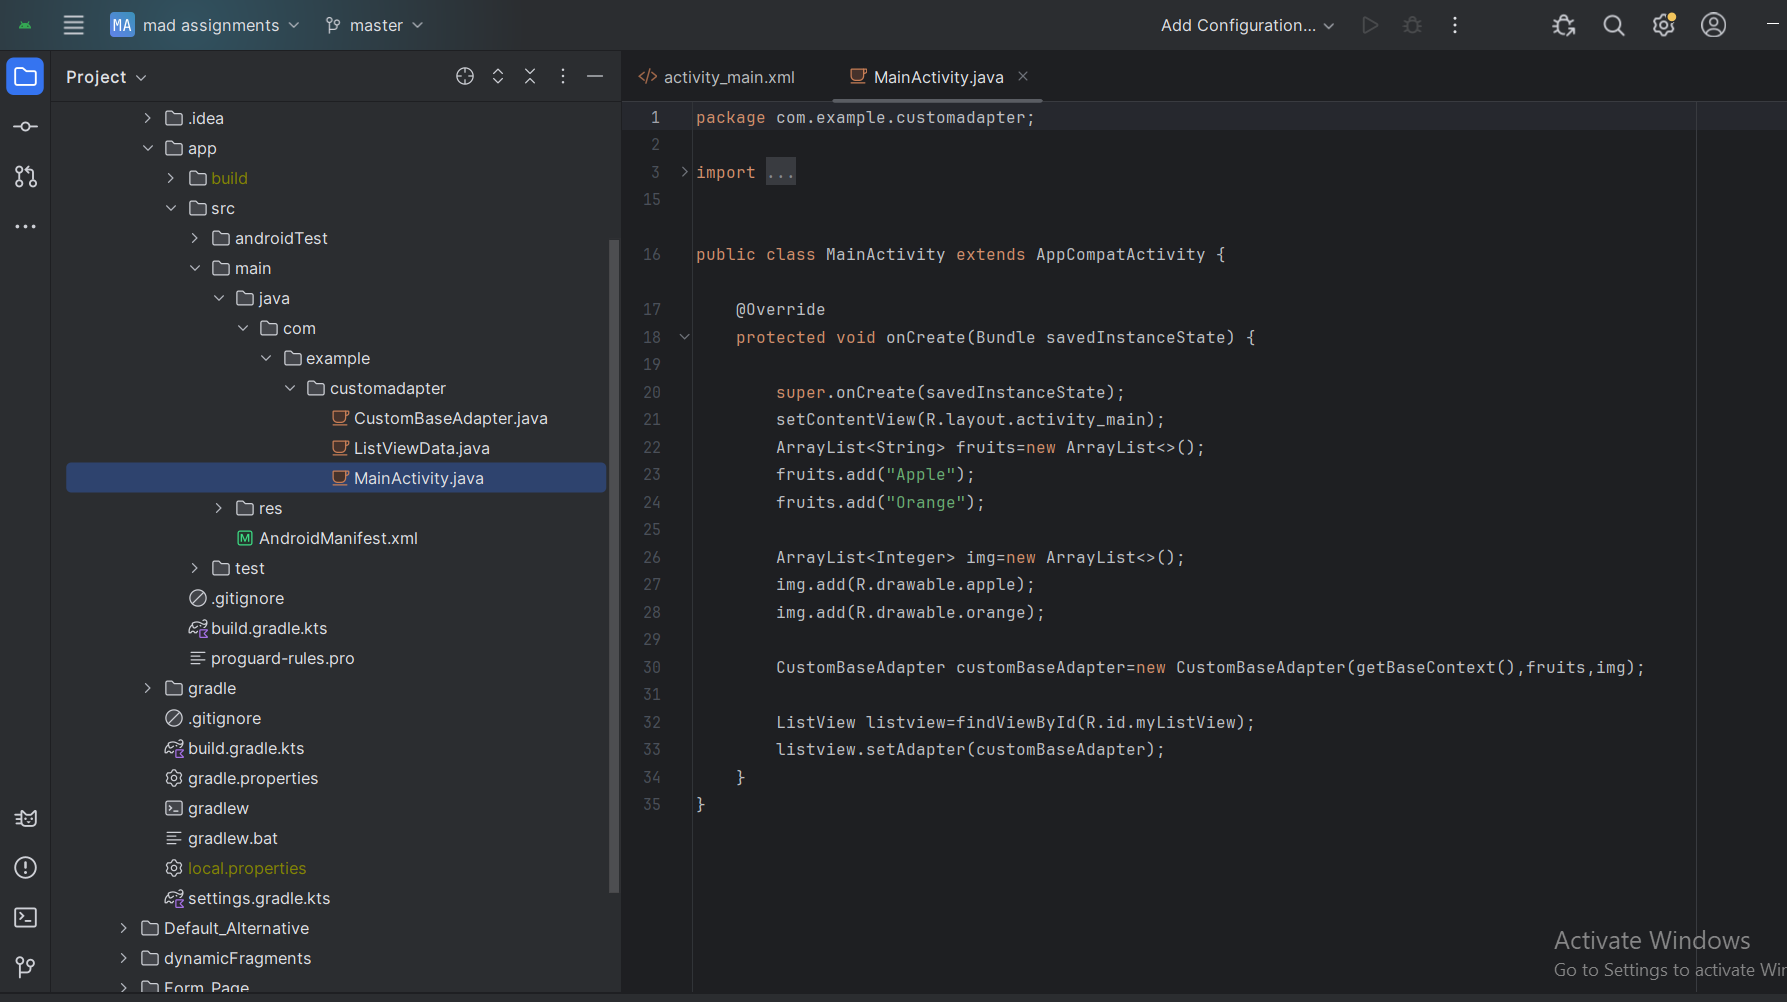 MA mad assignments master Add Configuration...
Project
activity_main.xml MainActivity.java
.idea
app
build
src
androidTest
main
java
com
example
customadapter
CustomBaseAdapter.java
ListViewData.java
MainActivity.java
res
AndroidManifest.xml
test
.gitignore
build.gradle.kts
proguard-rules.pro
gradle
.gitignore
build.gradle.kts
gradle.properties
gradlew
gradlew.bat
local.properties
settings.gradle.kts
Default_Alternative
dynamicFragments
Form_Page
1 package com.example.customadapter;
2
3 import ...
15
16 public class MainActivity extends AppCompatActivity {
17 @Override
18 protected void onCreate(Bundle savedInstanceState) {
19
20 super.onCreate(savedInstanceState);
21 setContentView(R.layout.activity_main);
22 ArrayList<String> fruits=new ArrayList<>();
23 fruits.add("Apple");
24 fruits.add("Orange");
25
26 ArrayList<Integer> img=new ArrayList<>();
27 img.add(R.drawable.apple);
28 img.add(R.drawable.orange);
29
30 CustomBaseAdapter customBaseAdapter=new CustomBaseAdapter(getBaseContext(),fruits,img);
31
32 ListView listview=findViewById(R.id.myListView);
33 listview.setAdapter(customBaseAdapter);
34 }
35 }
Activate Windows
Go to Settings to activate Wi